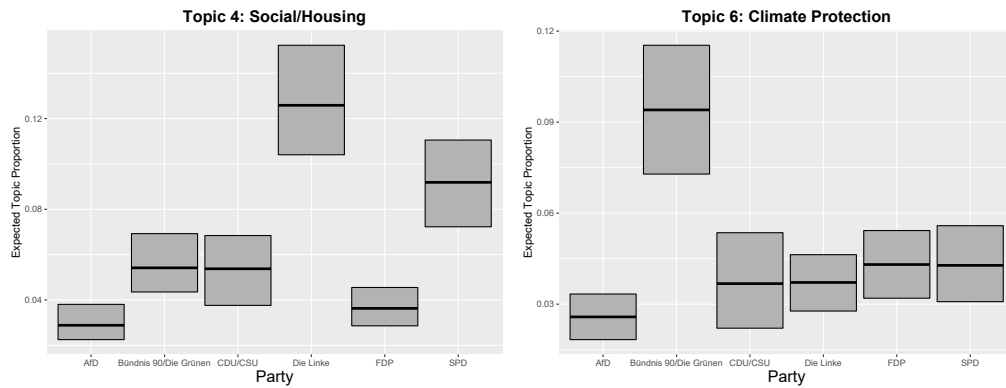 Topic 4: Social/Housing
Expected Topic Proportion
0.12
0.08
0.04
AfD
Bündnis 90/Die Grünen
CDU/CSU
Die Linke
FDP
SPD
Party
Topic 6: Climate Protection
Expected Topic Proportion
0.12
0.09
0.06
0.03
AfD
Bündnis 90/Die Grünen
CDU/CSU
Die Linke
FDP
SPD
Party